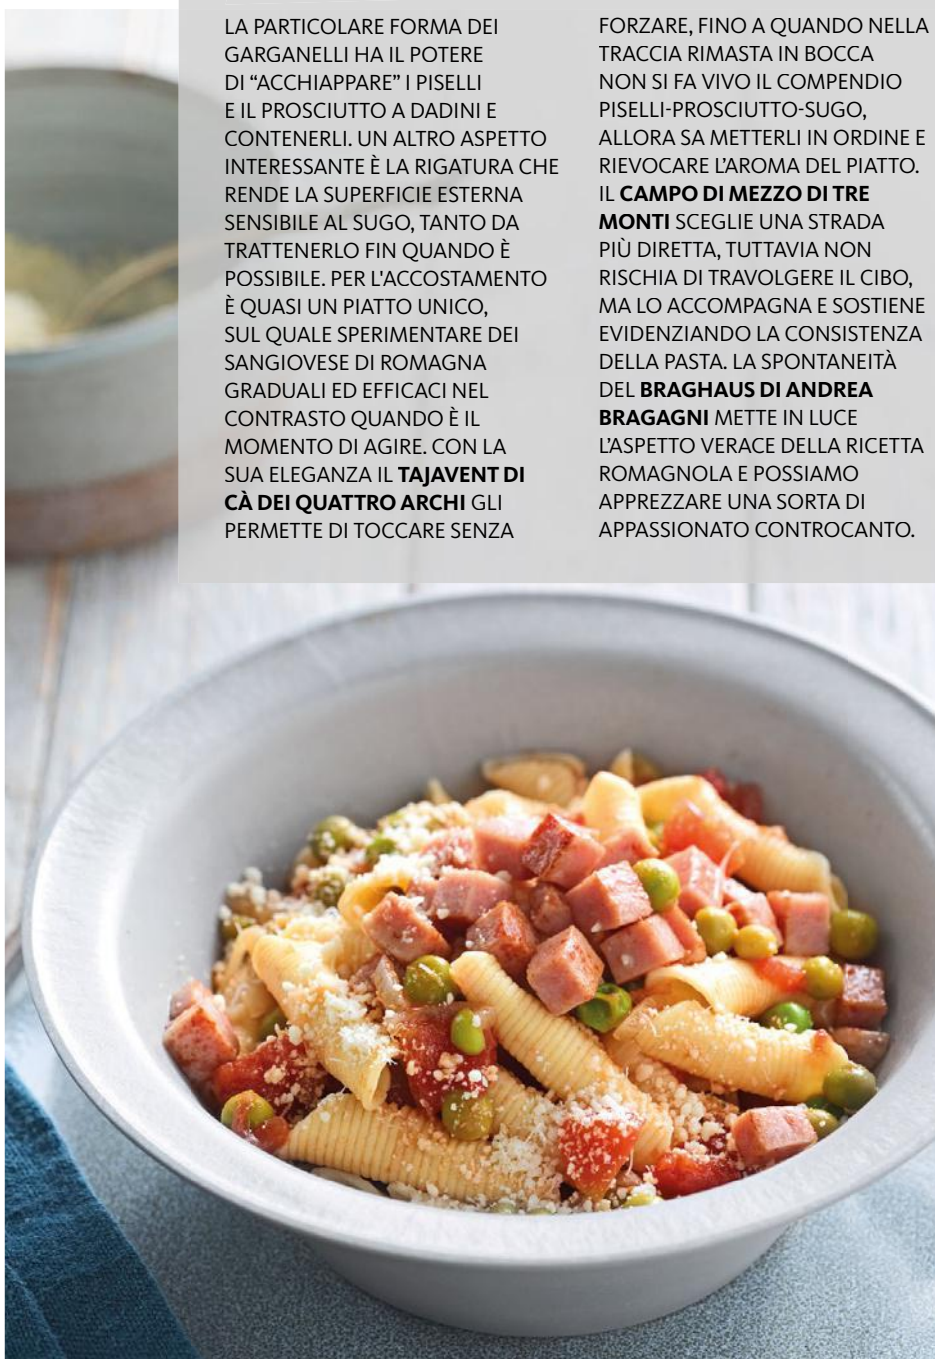 LA PARTICOLARE FORMA DEI
GARGANELLI HA IL POTERE
DI “ACCHIAPPARE” I PISELLI
E IL PROSCIUTTO A DADINI E
CONTENERLI. UN ALTRO ASPETTO
INTERESSANTE È LA RIGATURA CHE
RENDE LA SUPERFICIE ESTERNA
SENSIBILE AL SUGO, TANTO DA
TRATTENERLO FIN QUANDO È
POSSIBILE. PER L'ACCOSTAMENTO
È QUASI UN PIATTO UNICO,
SUL QUALE SPERIMENTARE DEI
SANGIOVESE DI ROMAGNA
GRADUALI ED EFFICACI NEL
CONTRASTO QUANDO È IL
MOMENTO DI AGIRE. CON LA
SUA ELEGANZA IL TAJAVENT DI
CÀ DEI QUATTRO ARCHI GLI
PERMETTE DI TOCCARE SENZA
FORZARE, FINO A QUANDO NELLA
TRACCIA RIMASTA IN BOCCA
NON SI FA VIVO IL COMPENDIO
PISELLI-PROSCIUTTO-SUGO,
ALLORA SA METTERLI IN ORDINE E
RIEVOCARE L’AROMA DEL PIATTO.
IL CAMPO DI MEZZO DI TRE
MONTI SCEGLIE UNA STRADA
PIÙ DIRETTA, TUTTAVIA NON
RISCHIA DI TRAVOLGERE IL CIBO,
MA LO ACCOMPAGNA E SOSTIENE
EVIDENZIANDO LA CONSISTENZA
DELLA PASTA. LA SPONTANEITÀ
DEL BRAGHAUS DI ANDREA
BRAGAGNI METTE IN LUCE
L’ASPETTO VERACE DELLA RICETTA
ROMAGNOLA E POSSIAMO
APPREZZARE UNA SORTA DI
APPASSIONATO CONTROCANTO.